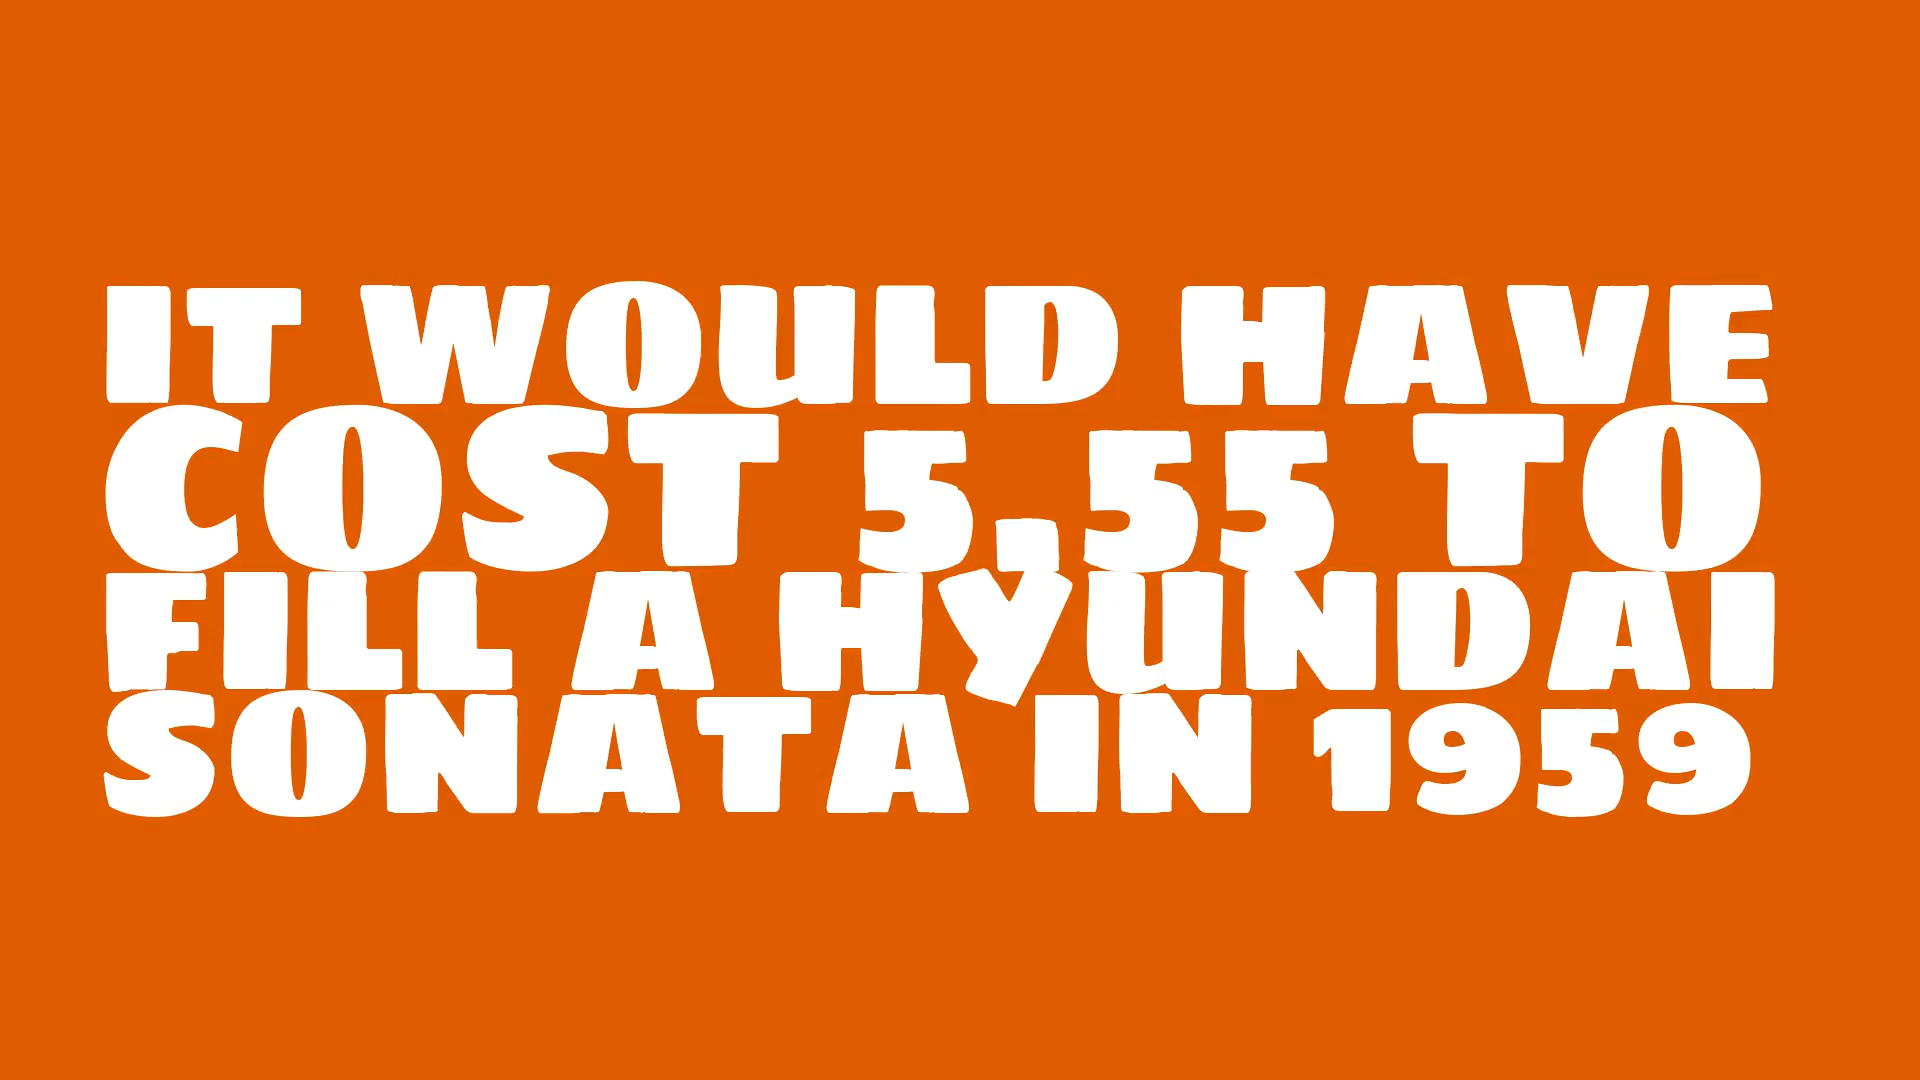 IT WOULD HAVE
COST 5,55 TO
FILL A HYUNDAI
SONATA IN 1959